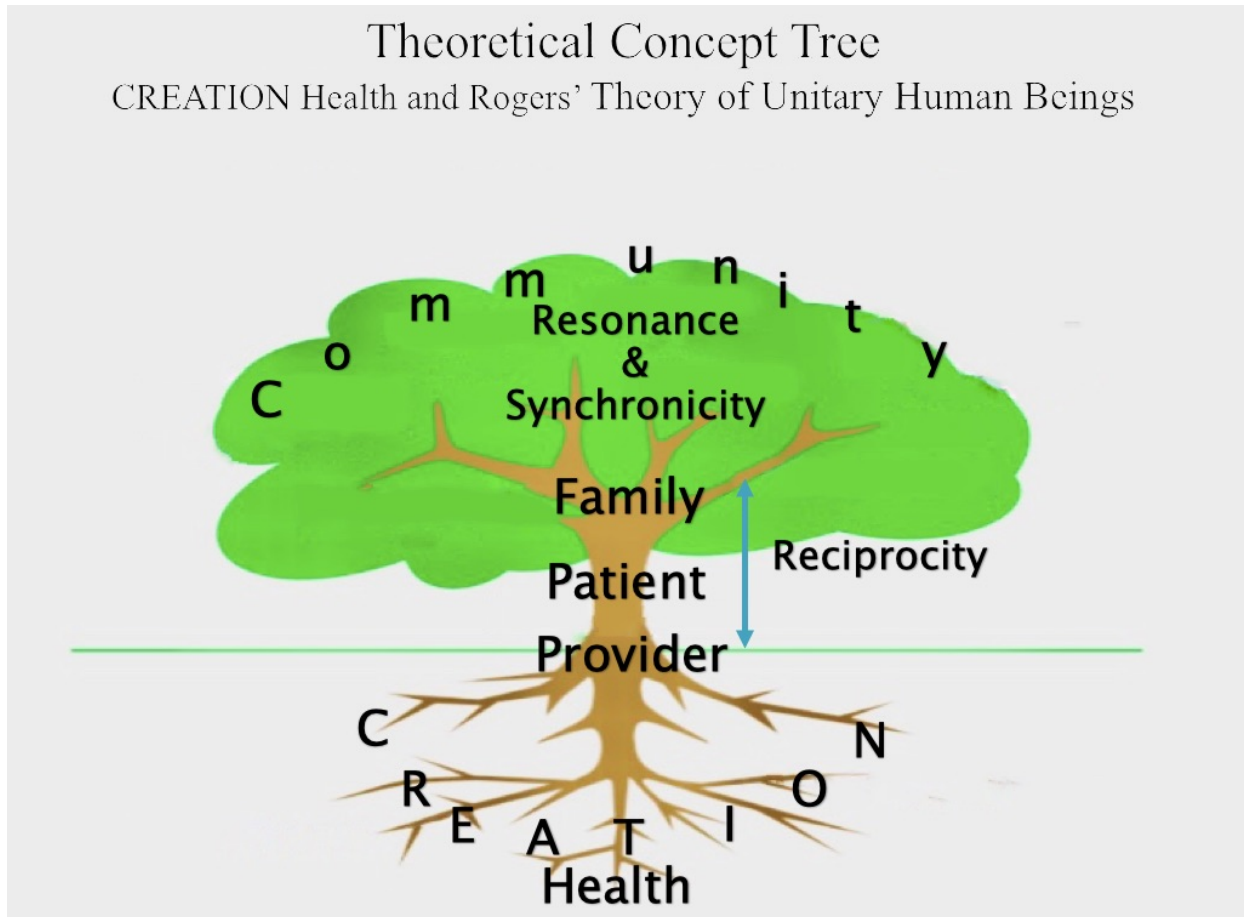 Theoretical Concept Tree
CREATION Health and Rogers’ Theory of Unitary Human Beings
Community
Resonance
&
Synchronicity
Family
Reciprocity
Patient
Provider
CREATION
Health